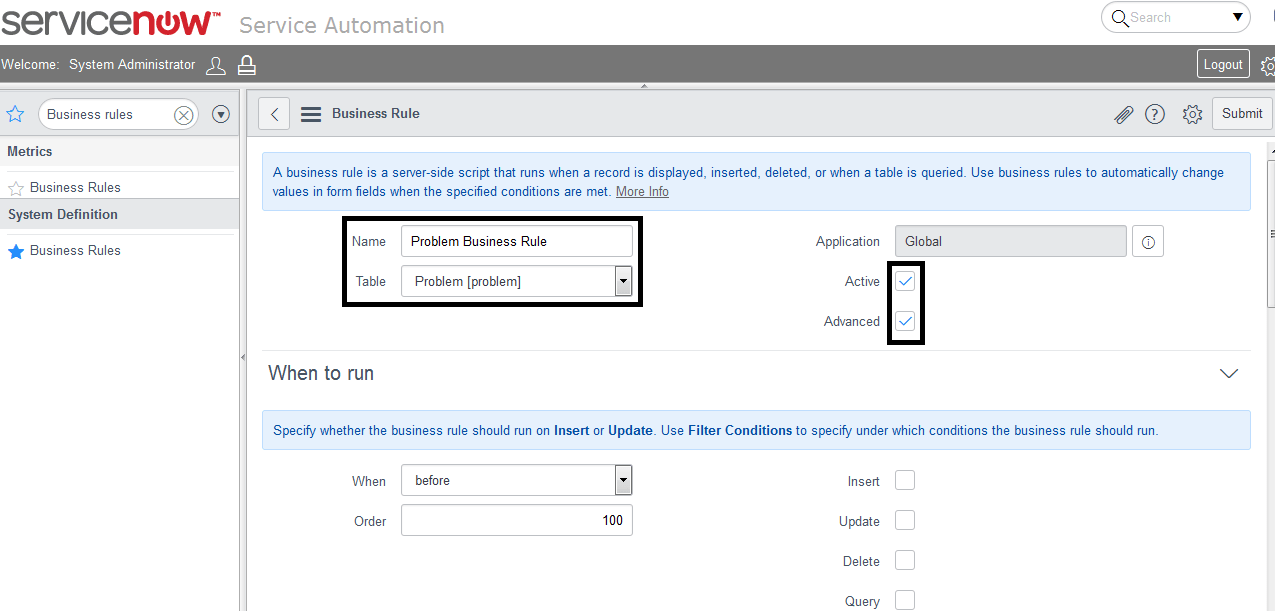 servicenow™ Service Automation
Search
Welcome: System Administrator
Logout
Business rules
Business Rule
Submit
Metrics
Business Rules
System Definition
Business Rules
A business rule is a server-side script that runs when a record is displayed, inserted, deleted, or when a table is queried. Use business rules to automatically change
values in form fields when the specified conditions are met. More Info
Name Problem Business Rule
Application Global
Table Problem [problem]
Active
Advanced
When to run
Specify whether the business rule should run on Insert or Update. Use Filter Conditions to specify under which conditions the business rule should run.
When before
Insert
Order 100
Update
Delete
Query